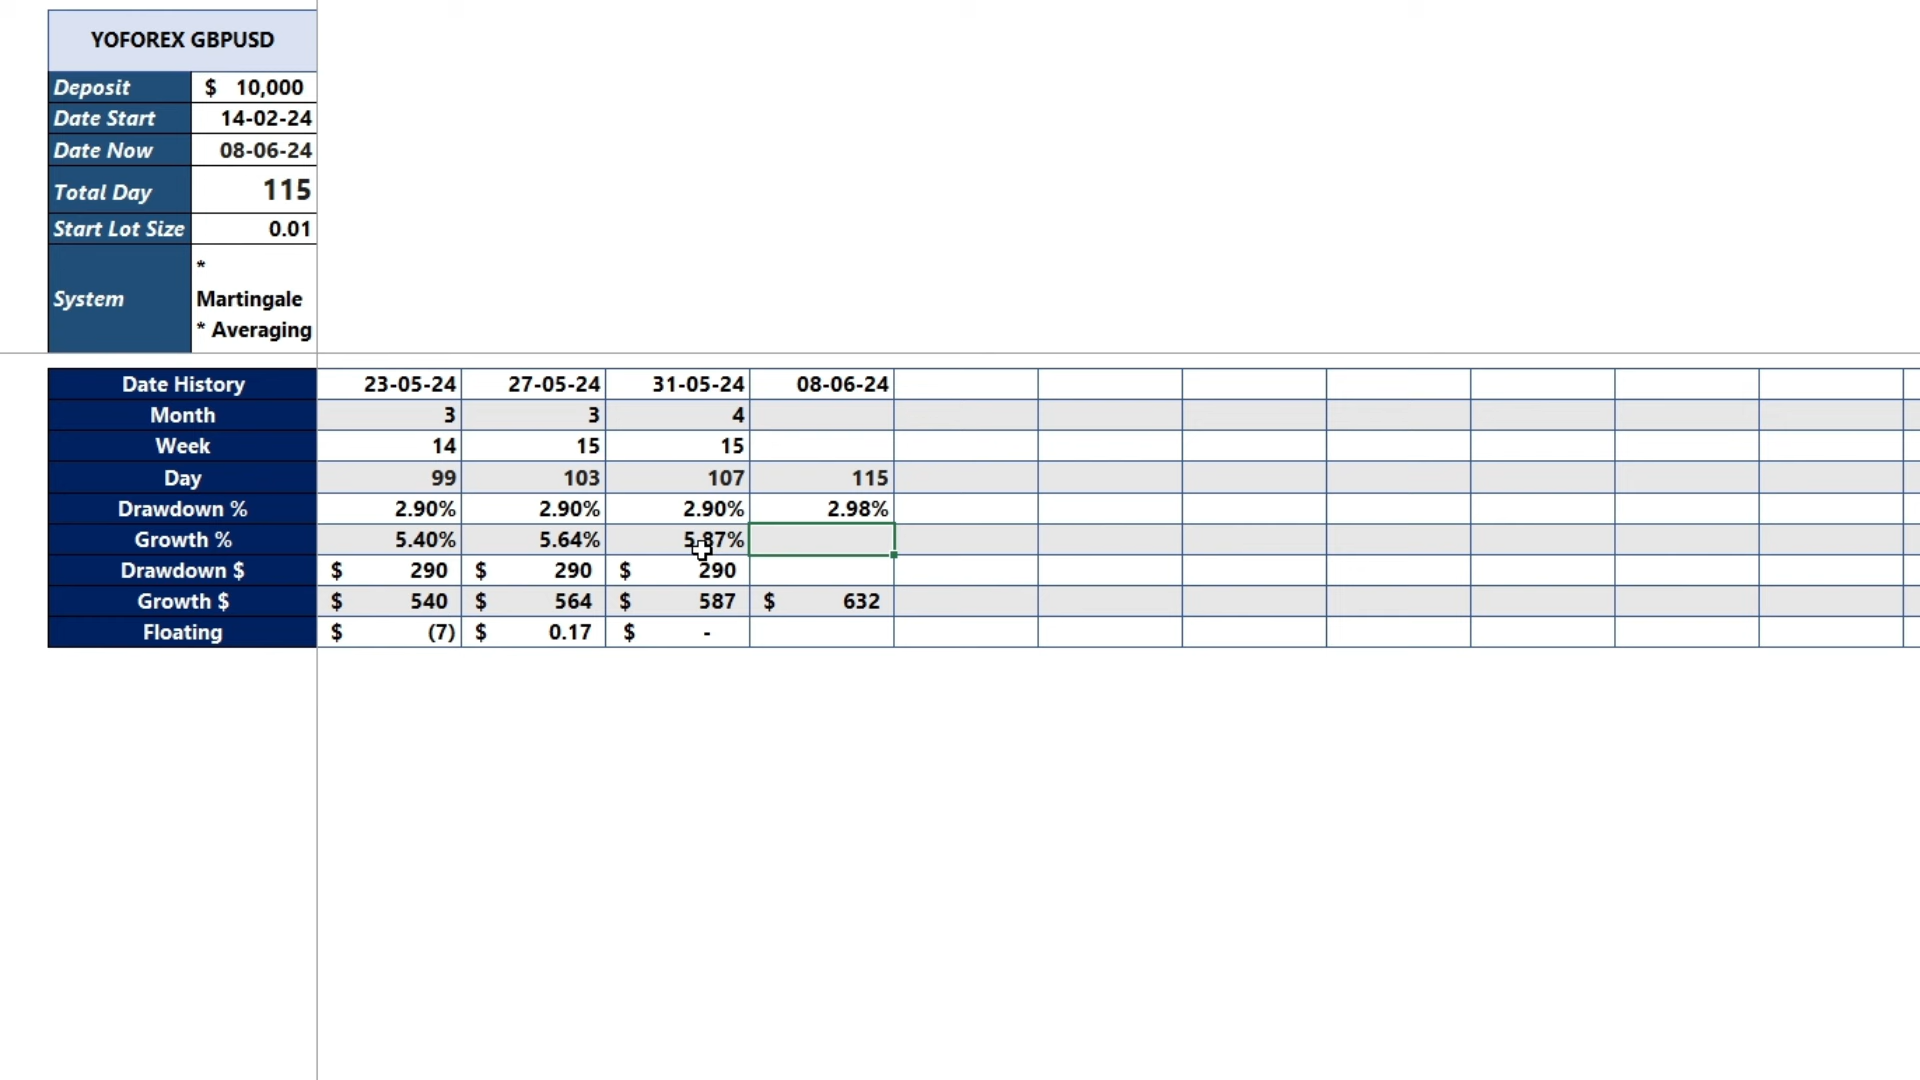 YOFOREX GBPUSD
Deposit $ 10,000
Date Start 14-02-24
Date Now 08-06-24
Total Day 115
Start Lot Size 0.01
System * Martingale
* Averaging
Date History 23-05-24 27-05-24 31-05-24 08-06-24
Month 3 3 4
Week 14 15 15
Day 99 103 107 115
Drawdown % 2.90% 2.90% 2.90% 2.98%
Growth % 5.40% 5.64% 5.87%
Drawdown $ $ 290 $ 290 $ 290
Growth $ $ 540 $ 564 $ 587 $ 632
Floating $ (7) $ 0.17 $ -